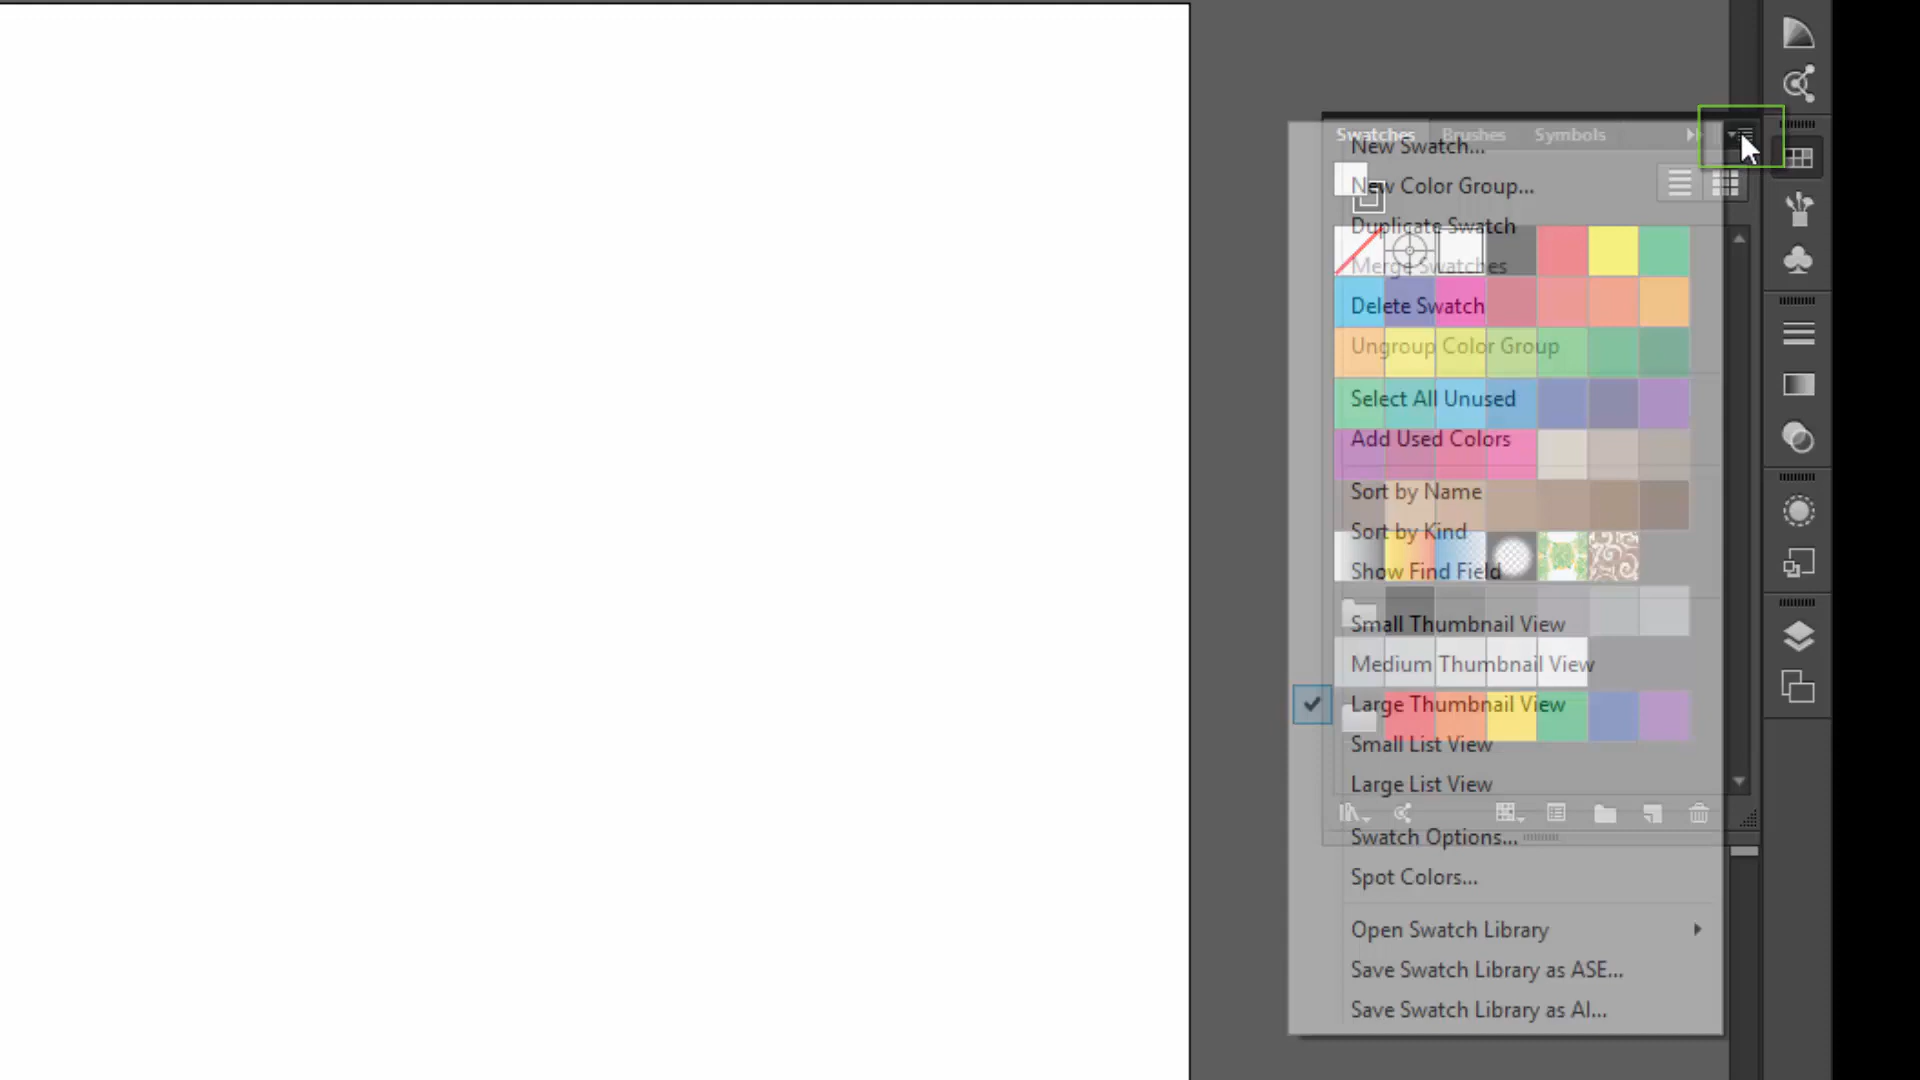 Swatches Brushes Symbols
New Swatch...
New Color Group...
Duplicate Swatch
Merge Swatches
Delete Swatch
Ungroup Color Group
Select All Unused
Add Used Colors
Sort by Name
Sort by Kind
Show Find Field
Small Thumbnail View
Medium Thumbnail View
Large Thumbnail View
Small List View
Large List View
Swatch Options...
Spot Colors...
Open Swatch Library
Save Swatch Library as ASE...
Save Swatch Library as AI...